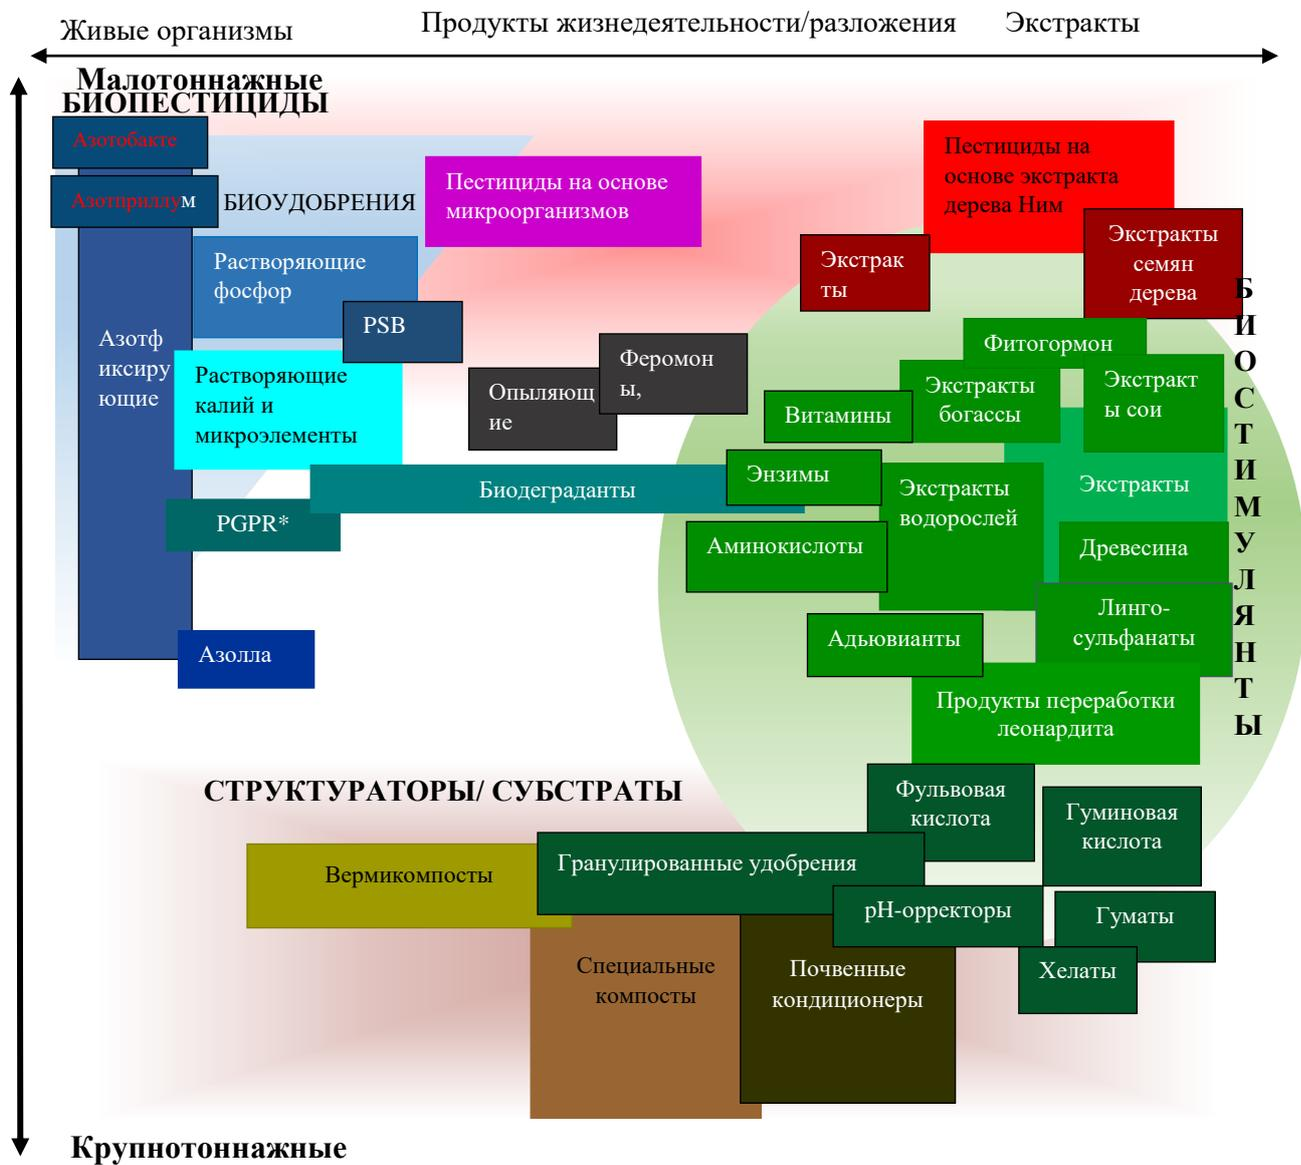 Живые организмы
Продукты жизнедеятельности/разложения
Экстракты
Малотоннажные
БИОПЕСТИЦИДЫ
Азотобакте
Азотприллум
БИОУДОБРЕНИЯ
Пестициды на основе
микроорганизмов
Пестициды на
основе экстракта
дерева Ним
Экстрак
ты
Экстракты
семян
дерева
Растворяющие
фосфор
PSB
Азотф
иксиру
ющие
Растворяющие
калий и
микроэлементы
Опыляющ
ие
Феромон
ы,
Фитогормон
Экстракты
богассы
Экстракт
ы сои
Витамины
Биодеграданты
Энзимы
Экстракты
водорослей
Экстракты
PGPR*
Аминокислоты
Древесина
Линго-
сульфанаты
Адьювианты
Азолла
Продукты переработки
леонардита
Б
И
О
С
Т
И
М
У
Л
Я
Н
Т
Ы
СТРУКТУРАТОРЫ/ СУБСТРАТЫ
Фульвовая
кислота
Гуминовая
кислота
Вермикомпосты
Гранулированные удобрения
pH-орректоры
Гуматы
Специальные
компосты
Почвенные
кондиционеры
Хелаты
Крупнотоннажные